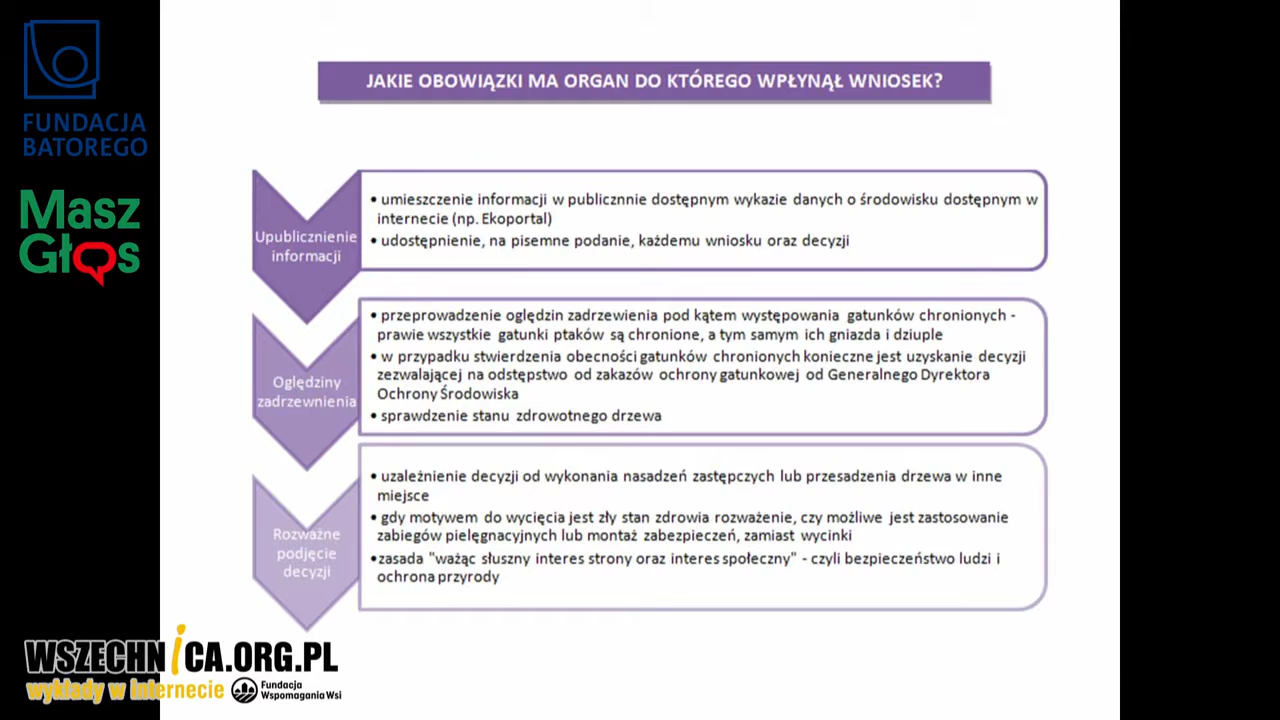 FUNDACJA
BATOREGO
Masz
Głos
JAKIE OBOWIĄZKI MA ORGAN DO KTÓREGO WPŁYNĄŁ WNIOSEK?
Upublicznienie
informacji
• umieszczenie informacji w publicznnie dostępnym wykazie danych o środowisku dostępnym w
internecie (np. Ekoportal)
• udostępnienie, na pisemne podanie, każdemu wniosku oraz decyzji
Oględziny
zadrzewnienia
• przeprowadzenie oględzin zadrzewienia pod kątem występowania gatunków chronionych -
prawie wszystkie gatunki ptaków są chronione, a tym samym ich gniazda i dziuple
• w przypadku stwierdzenia obecności gatunków chronionych konieczne jest uzyskanie decyzji
zezwalającej na odstępstwo od zakazów ochrony gatunkowej od Generalnego Dyrektora
Ochrony Środowiska
• sprawdzenie stanu zdrowotnego drzewa
Rozważne
podjęcie
decyzji
• uzależnienie decyzji od wykonania nasadzeń zastępczych lub przesadzenia drzewa w inne
miejsce
• gdy motywem do wycięcia jest zły stan zdrowia rozważenie, czy możliwe jest zastosowanie
zabiegów pielęgnacyjnych lub montaż zabezpieczeń, zamiast wycinki
•zasada "ważąc słuszny interes strony oraz interes społeczny" - czyli bezpieczeństwo ludzi i
ochrona przyrody
WSZECHNICA.ORG.PL
wykłady w internecie
Fundacja
Wspomagania Wsi